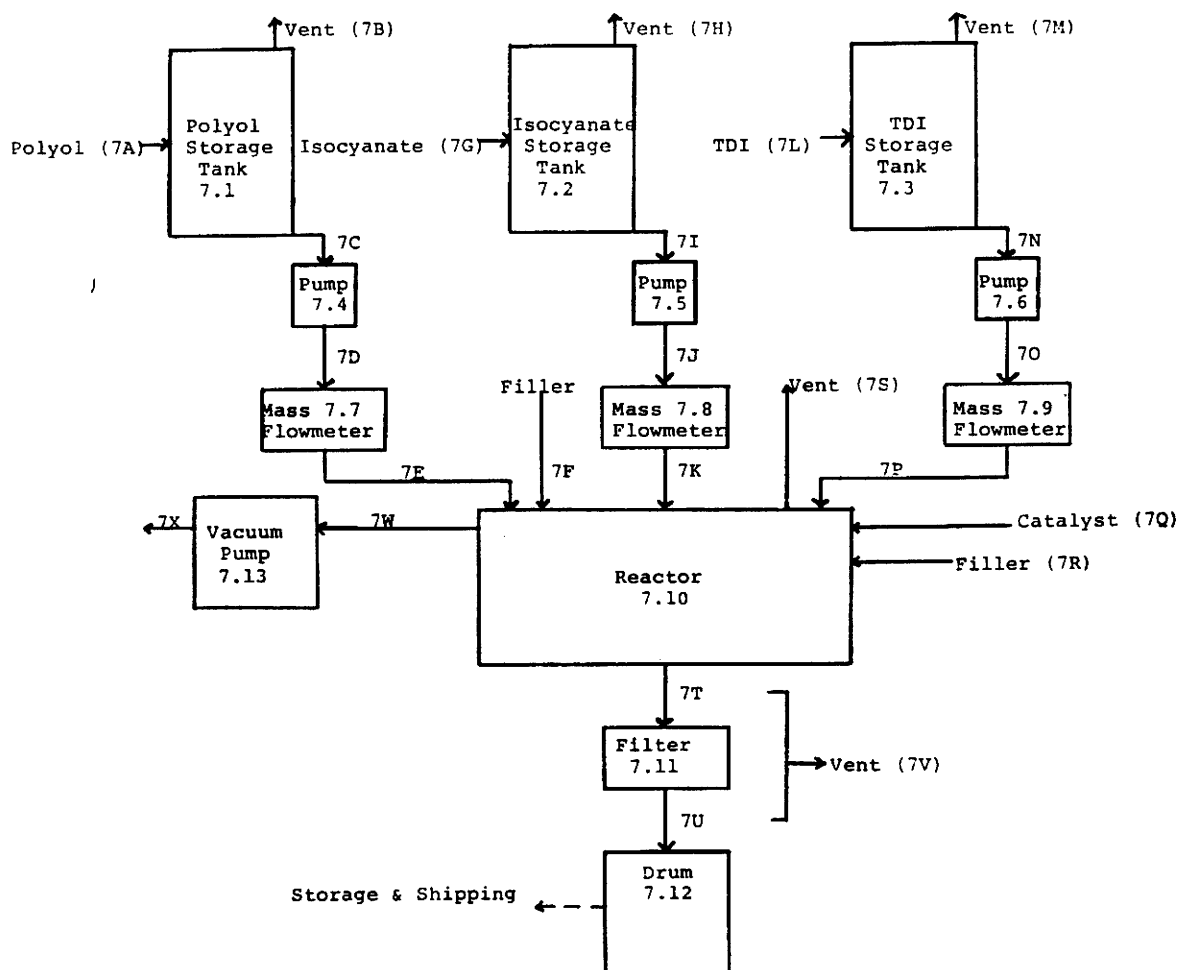 Vent (7B)
Vent (7H)
Vent (7M)
Polyol (7A)
Polyol
Storage
Tank
7.1
Isocyanate (7G)
Isocyanate
Storage
Tank
7.2
TDI (7L)
TDI
Storage
Tank
7.3
7C
7I
7N
Pump
7.4
Pump
7.5
Pump
7.6
7D
7J
7O
Mass 7.7
Flowmeter
Filler
Mass 7.8
Flowmeter
Vent (7S)
Mass 7.9
Flowmeter
7E
7F
7K
7P
7X
Vacuum
Pump
7.13
7W
Reactor
7.10
Catalyst (7Q)
Filler (7R)
7T
Filter
7.11
Vent (7V)
7U
Drum
7.12
Storage & Shipping